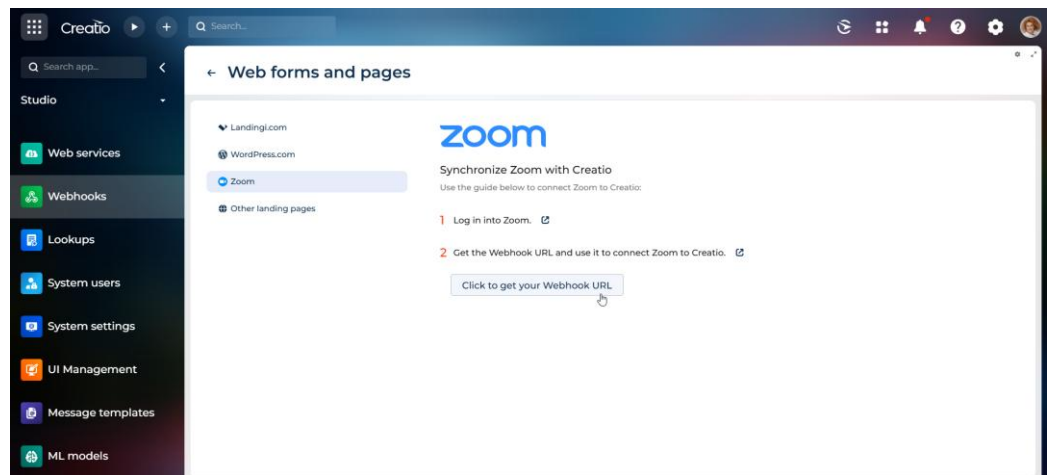 Creatio
Search...
Search app...
Studio
Web services
Webhooks
Lookups
System users
System settings
UI Management
Message templates
ML models
← Web forms and pages
Landingi.com
WordPress.com
Zoom
Other landing pages
zoom
Synchronize Zoom with Creatio
Use the guide below to connect Zoom to Creatio:
1 Log in into Zoom.
2 Get the Webhook URL and use it to connect Zoom to Creatio.
Click to get your Webhook URL